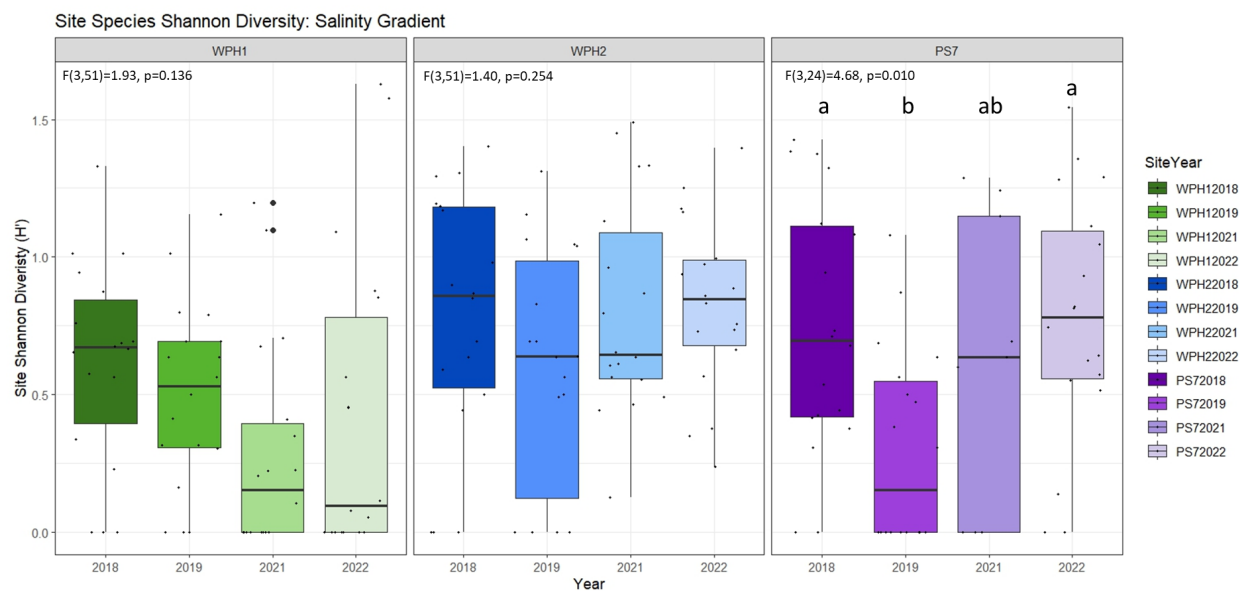 Site Species Shannon Diversity: Salinity Gradient
WPH1
WPH2
PS7
F(3,51)=1.93, p=0.136
F(3,51)=1.40, p=0.254
F(3,24)=4.68, p=0.010
a
b
ab
a
Site Shannon Diveristy (H')
1.5
1.0
0.5
0.0
2018
2019
2021
2022
2018
2019
2021
2022
2018
2019
2021
2022
Year
SiteYear
WPH12018
WPH12019
WPH12021
WPH12022
WPH22018
WPH22019
WPH22021
WPH22022
PS72018
PS72019
PS72021
PS72022